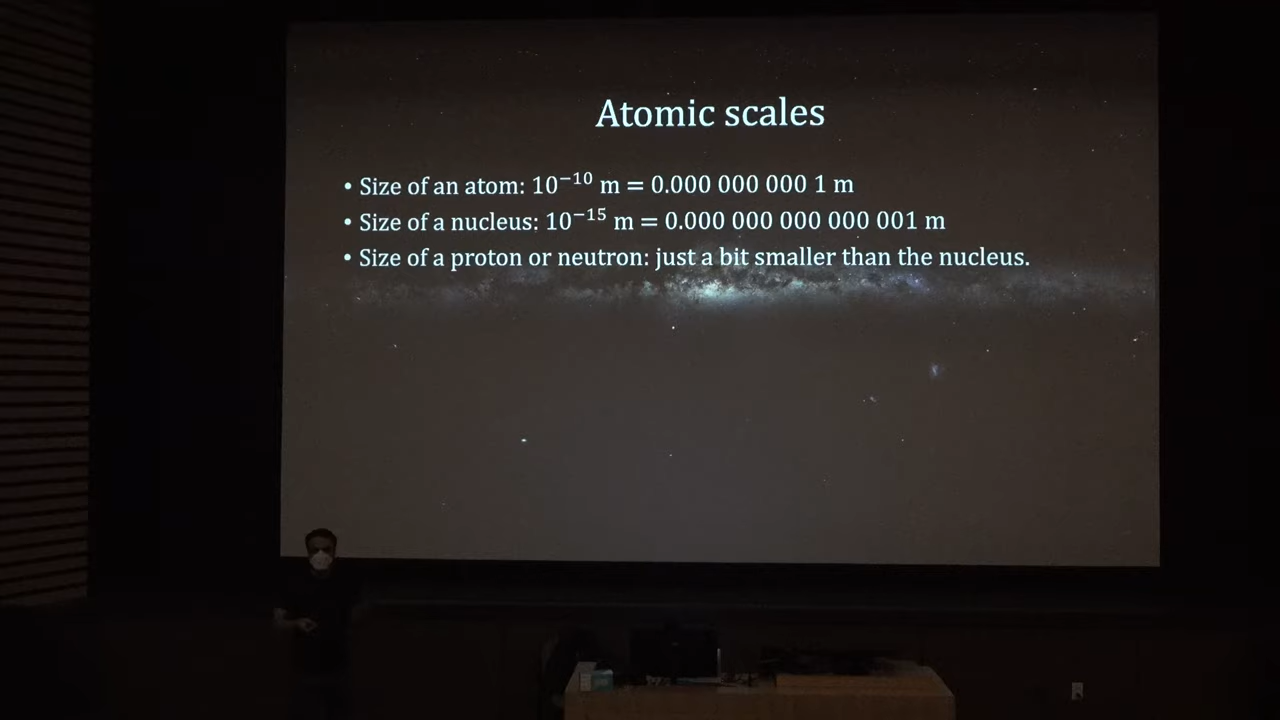 Atomic scales
• Size of an atom: 10⁻¹⁰ m = 0.000 000 000 1 m
• Size of a nucleus: 10⁻¹⁵ m = 0.000 000 000 000 001 m
• Size of a proton or neutron: just a bit smaller than the nucleus.